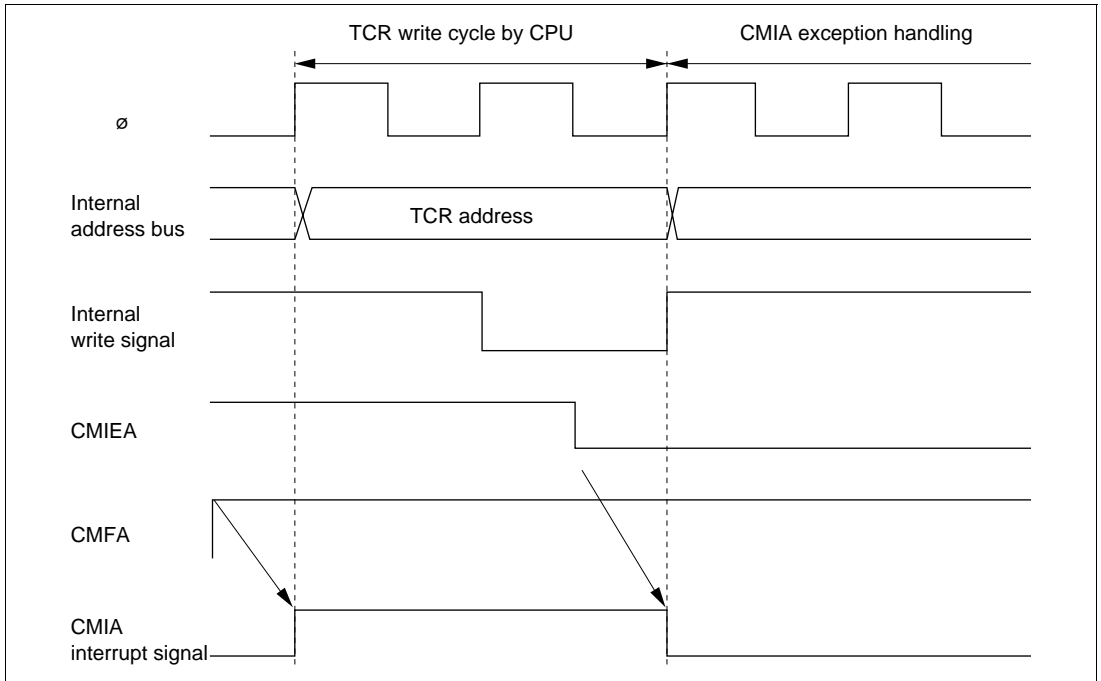 TCR write cycle by CPU
CMIA exception handling
ø
Internal
address bus
TCR address
Internal
write signal
CMIEA
CMFA
CMIA
interrupt signal